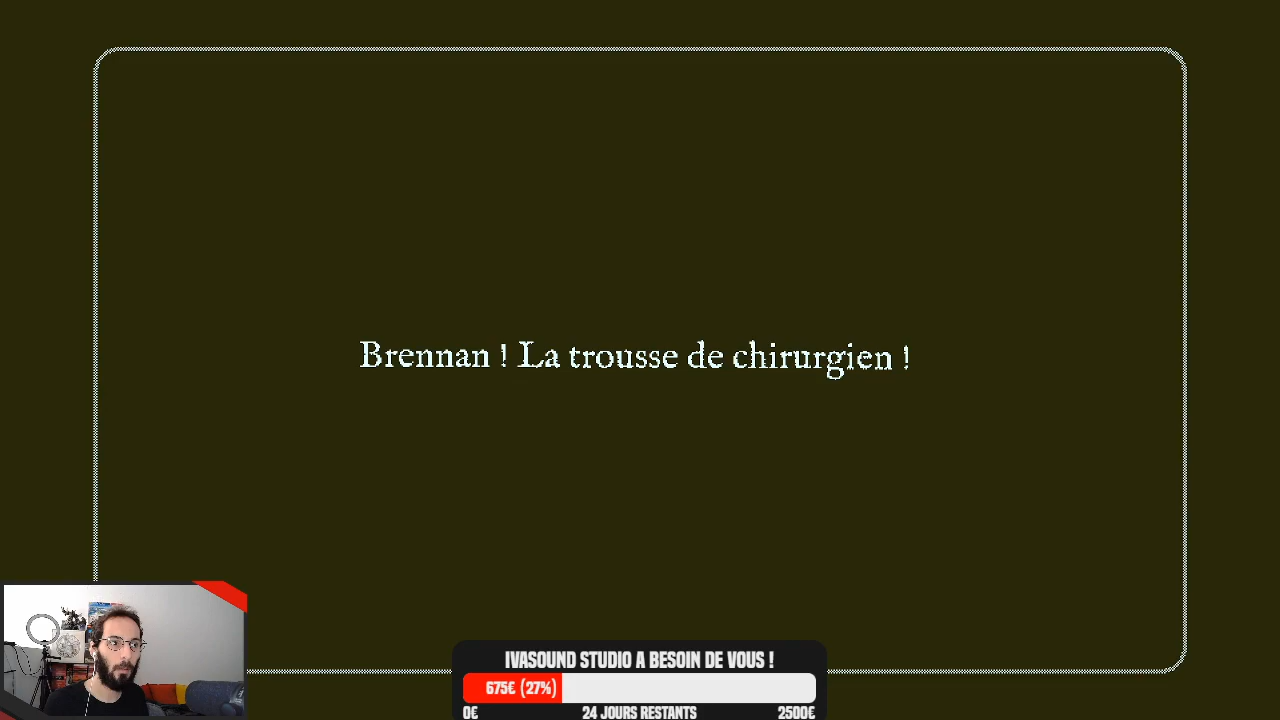 Brennan ! La trousse de chirurgien !
IVASOUND STUDIO A BESOIN DE VOUS !
675€ (27%)
0€ 24 JOURS RESTANTS 2500€